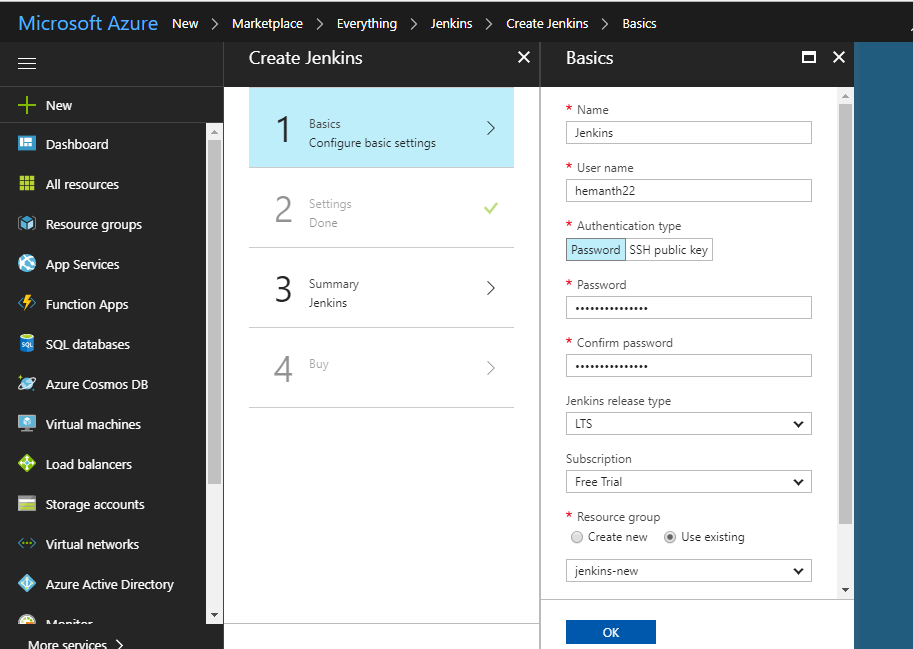 Microsoft Azure New > Marketplace > Everything > Jenkins > Create Jenkins > Basics
New
Dashboard
All resources
Resource groups
App Services
Function Apps
SQL databases
Azure Cosmos DB
Virtual machines
Load balancers
Storage accounts
Virtual networks
Azure Active Directory
Monitor
More services >
Create Jenkins
1 Basics
Configure basic settings
2 Settings
Done
3 Summary
Jenkins
4 Buy
Basics
* Name
Jenkins
* User name
hemanth22
* Authentication type
Password SSH public key
* Password
•••••••••••••••
* Confirm password
•••••••••••••••
Jenkins release type
LTS
Subscription
Free Trial
* Resource group
Create new Use existing
jenkins-new
OK